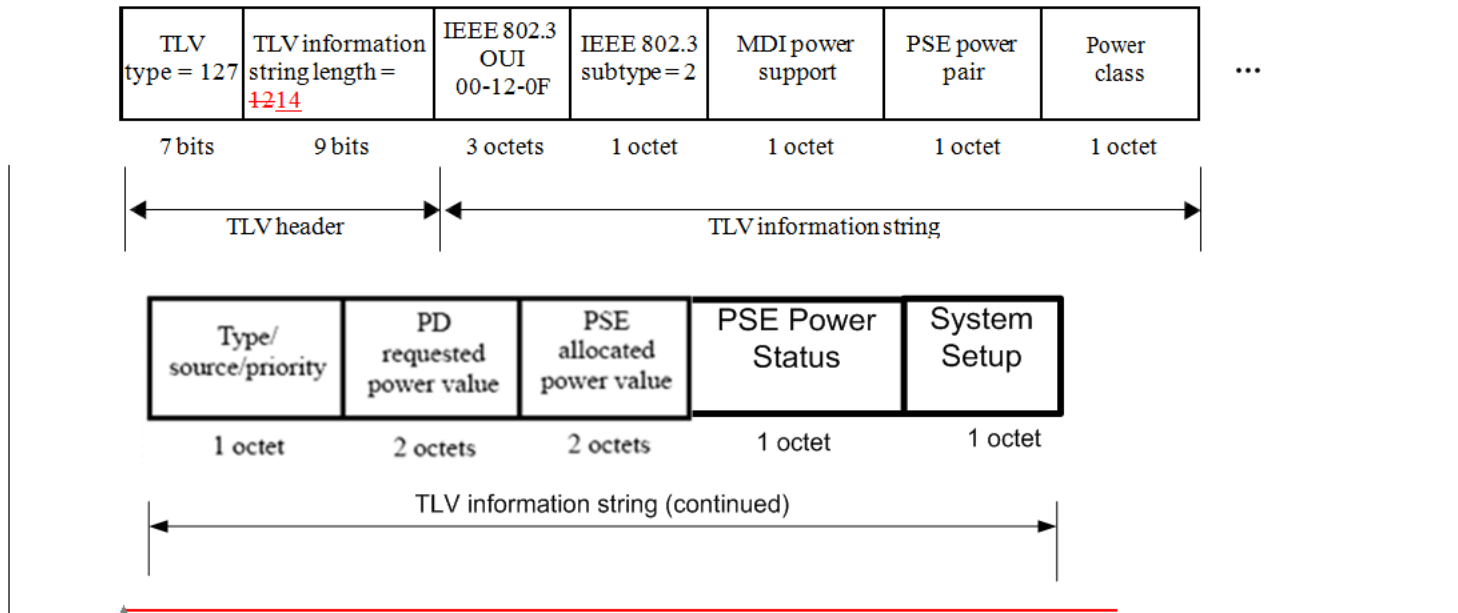 TLV
type = 127
TLV information
string length =
1214
IEEE 802.3
OUI
00-12-0F
IEEE 802.3
subtype = 2
MDI power
support
PSE power
pair
Power
class
...
7 bits
9 bits
3 octets
1 octet
1 octet
1 octet
1 octet
TLV header
TLV information string
Type/
source/priority
PD
requested
power value
PSE
allocated
power value
PSE Power
Status
System
Setup
1 octet
2 octets
2 octets
1 octet
1 octet
TLV information string (continued)